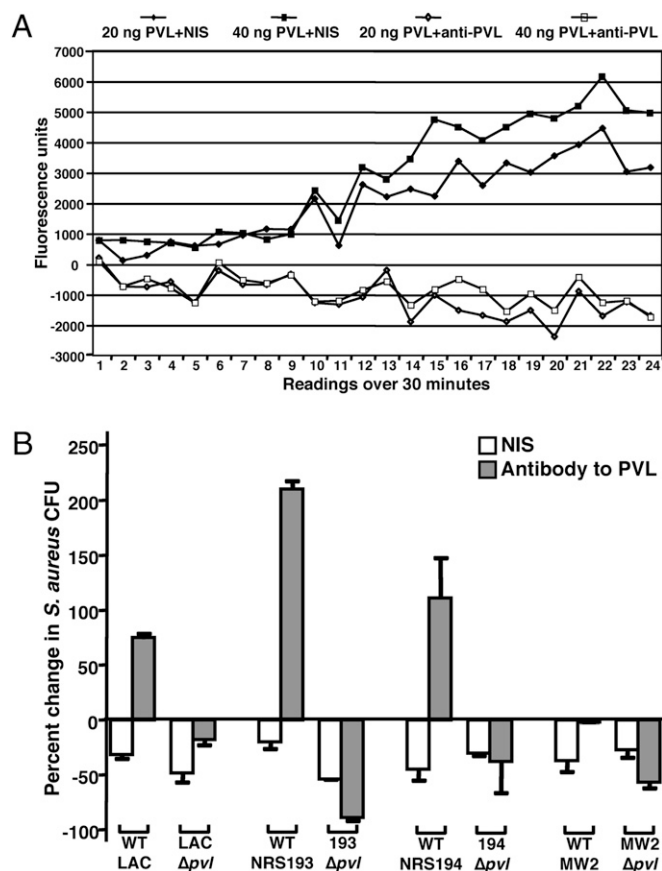 A
20 ng PVL+NIS 40 ng PVL+NIS 20 ng PVL+anti-PVL 40 ng PVL+anti-PVL
Fluorescence units
7000
6000
5000
4000
3000
2000
1000
0
-1000
-2000
-3000
1 2 3 4 5 6 7 8 9 10 11 12 13 14 15 16 17 18 19 20 21 22 23 24
Readings over 30 minutes
B
NIS
Antibody to PVL
Percent change in S. aureus CFU
250
200
150
100
50
0
-50
-100
WT LAC WT 193 WT 194 WT MW2
LAC Δpvl NRS193 Δpvl NRS194 Δpvl MW2 Δpvl